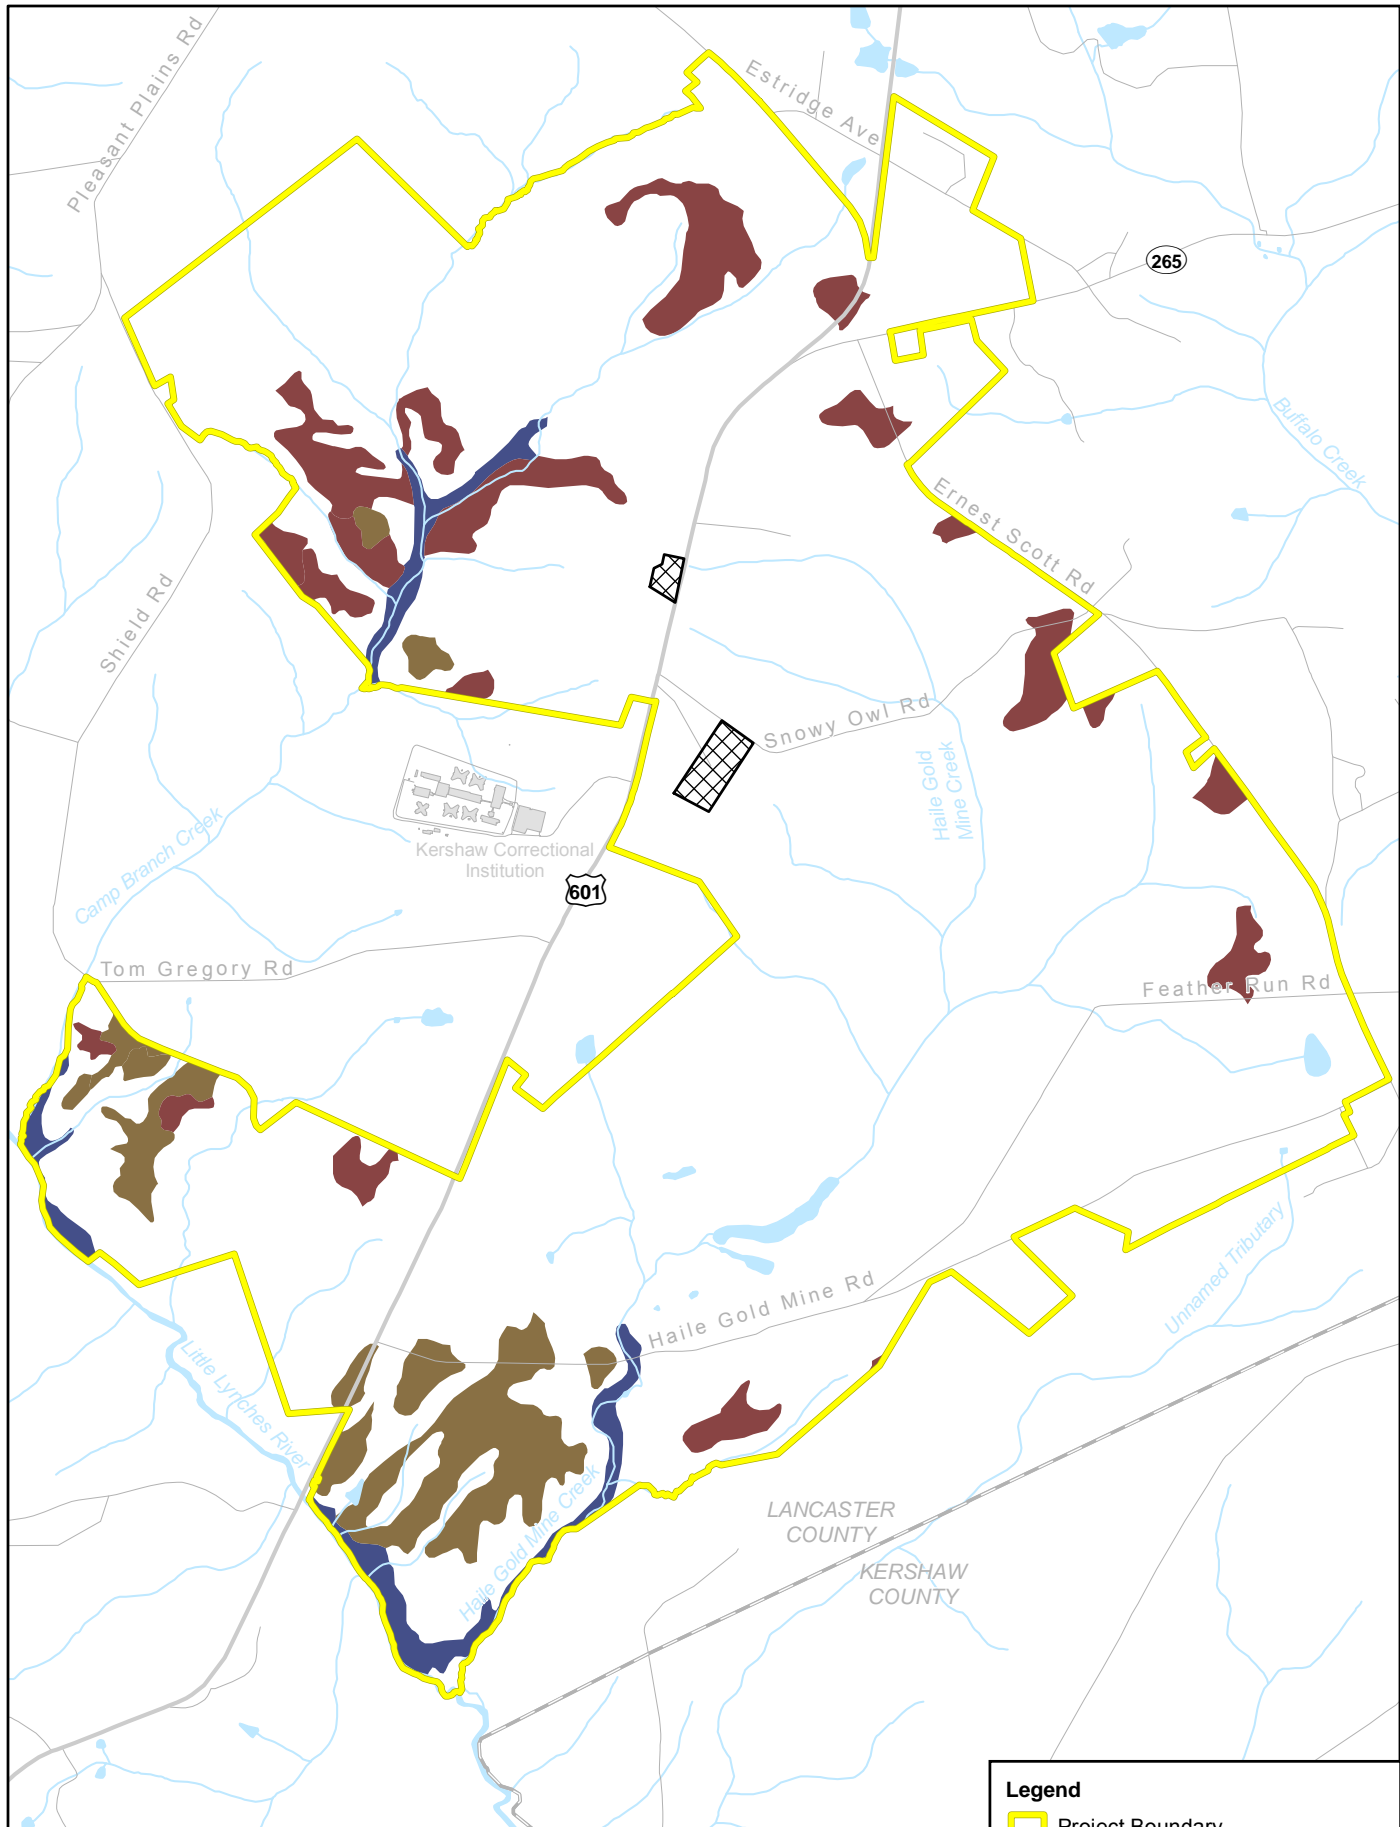 Pleasant Plains Rd
Estridge Ave
265
Buffalo Creek
Ernest Scott Rd
Shield Rd
Snowy Owl Rd
Haile Gold
Mine Creek
Kershaw Correctional
Institution
601
Camp Branch Creek
Tom Gregory Rd
Feather Run Rd
Unnamed Tributary
Haile Gold Mine Rd
Little Lynches River
Haile Gold Mine Creek
LANCASTER
COUNTY
KERSHAW
COUNTY
Legend
Project Boundary